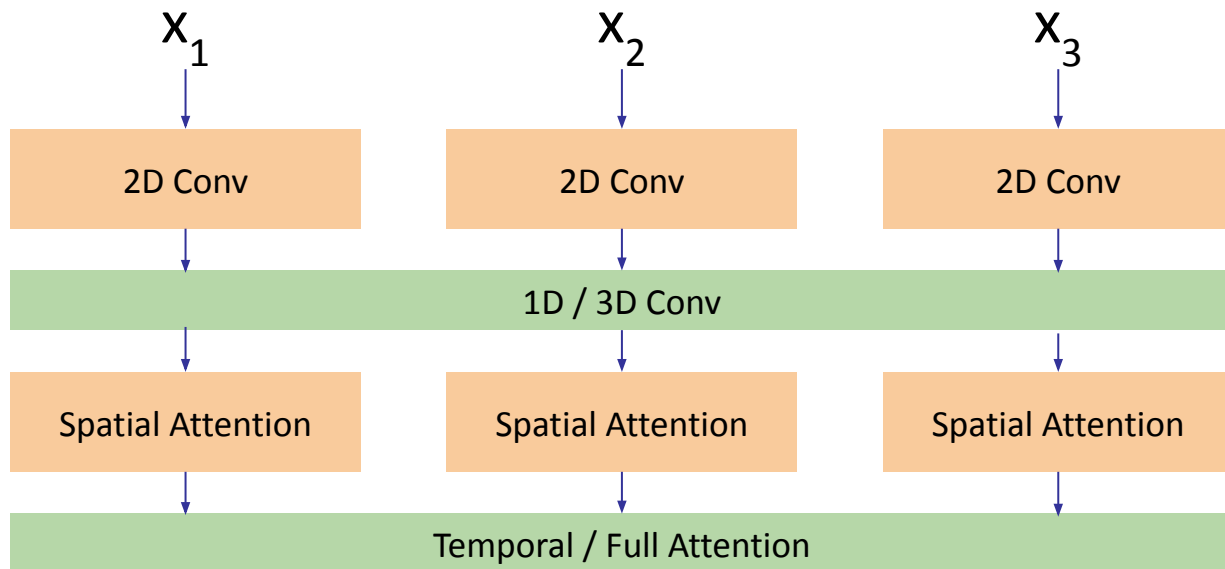 x₁ x₂ x₃
2D Conv 2D Conv 2D Conv
1D / 3D Conv
Spatial Attention Spatial Attention Spatial Attention
Temporal / Full Attention